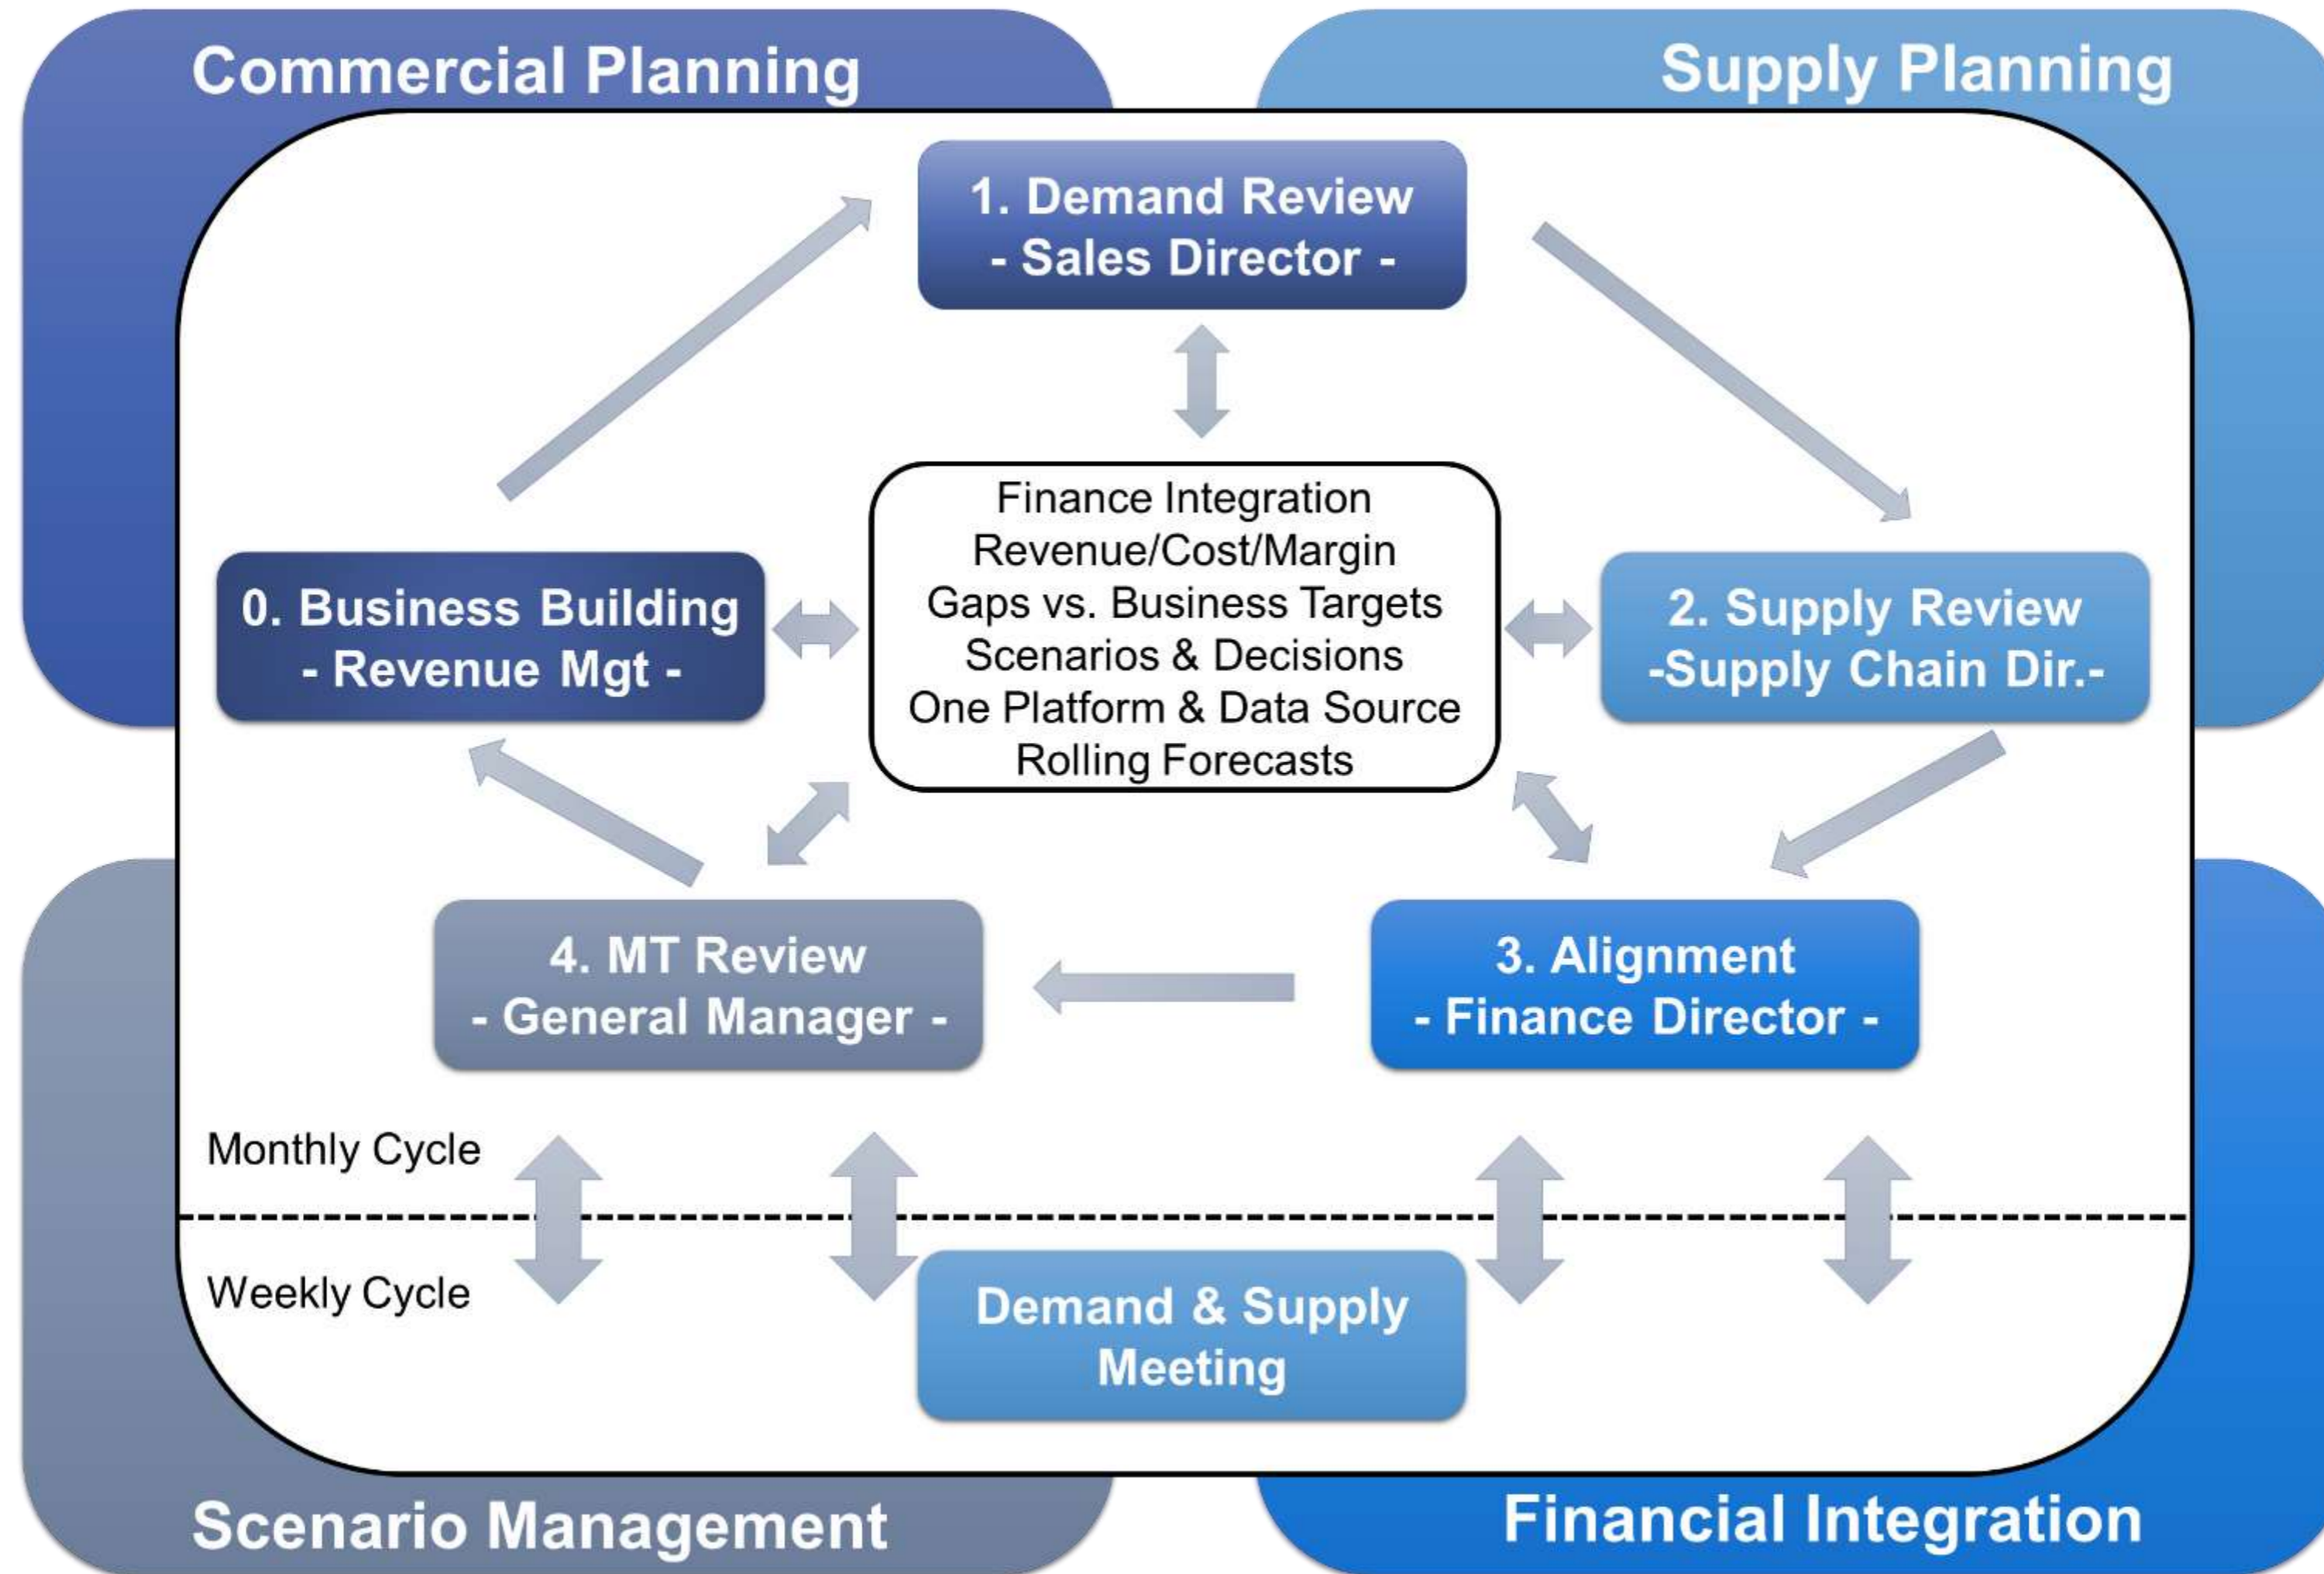 Commercial Planning
Supply Planning
1. Demand Review
- Sales Director -
Finance Integration
Revenue/Cost/Margin
Gaps vs. Business Targets
Scenarios & Decisions
One Platform & Data Source
Rolling Forecasts
0. Business Building
- Revenue Mgt -
2. Supply Review
-Supply Chain Dir.-
4. MT Review
- General Manager -
3. Alignment
- Finance Director -
Monthly Cycle
Weekly Cycle
Demand & Supply
Meeting
Scenario Management
Financial Integration